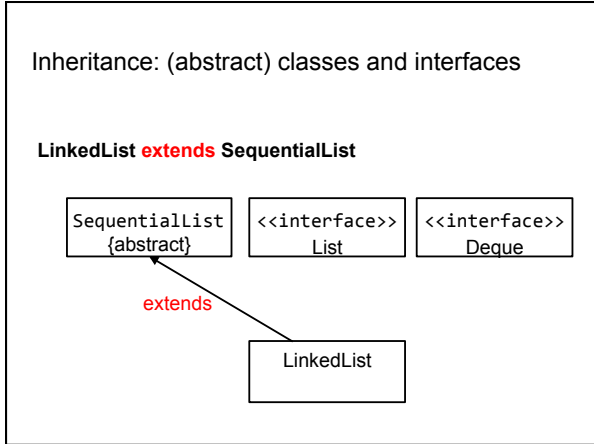 Inheritance: (abstract) classes and interfaces
LinkedList extends SequentialList
SequentialList
{abstract}
<<interface>>
List
<<interface>>
Deque
extends
LinkedList